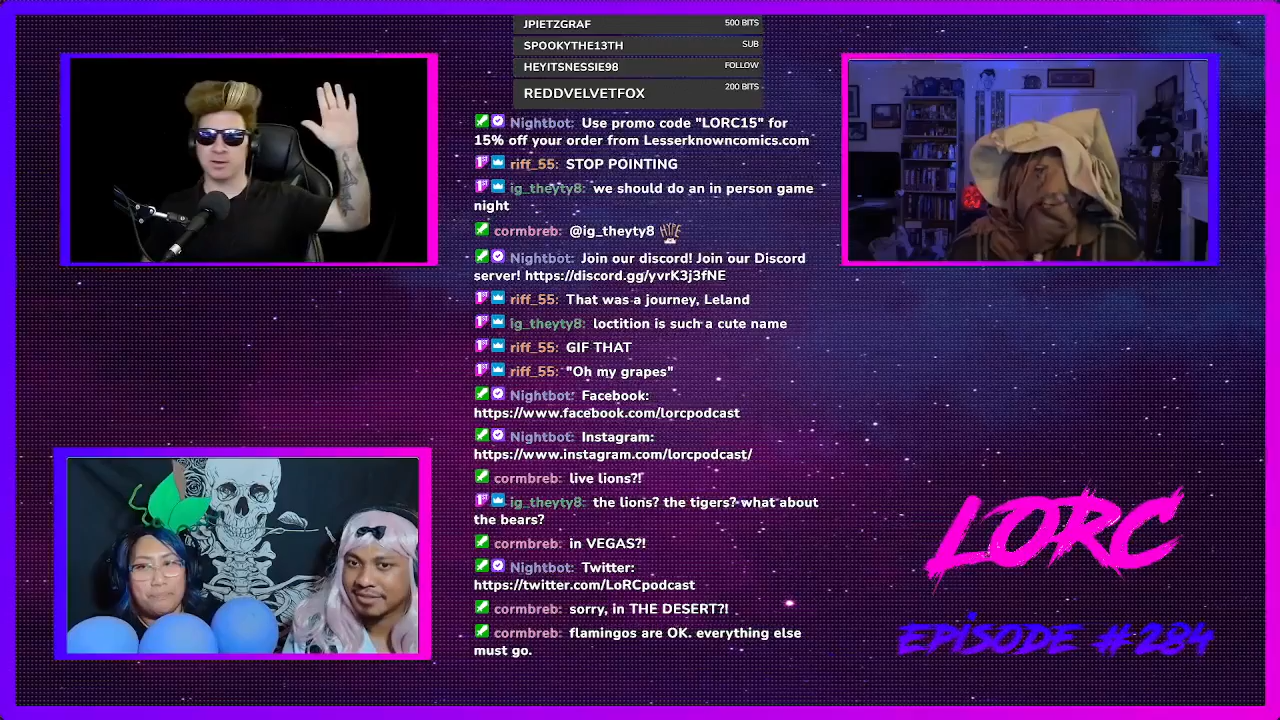 JPIETZGRAF 500 BITS
SPOOKYTHE13TH SUB
HEYITSNESSIE98 FOLLOW
REDDVELVETFOX 200 BITS
Nightbot: Use promo code "LORC15" for
15% off your order from Lesserknowncomics.com
riff_55: STOP POINTING
ig_theyty8: we should do an in person game
night
cormbreb: @ig_theyty8 HYPE
Nightbot: Join our discord! Join our Discord
server! https://discord.gg/yvrK3j3fNE
riff_55: That was a journey, Leland
ig_theyty8: loctition is such a cute name
riff_55: GIF THAT
riff_55: "Oh my grapes"
Nightbot: Facebook:
https://www.facebook.com/lorcpodcast
Nightbot: Instagram:
https://www.instagram.com/lorcpodcast/
cormbreb: live lions?!
ig_theyty8: the lions? the tigers? what about
the bears?
cormbreb: in VEGAS?!
Nightbot: Twitter:
https://twitter.com/LoRCpodcast
cormbreb: sorry, in THE DESERT?!
cormbreb: flamingos are OK. everything else
must go.
LORC
EPISODE #284